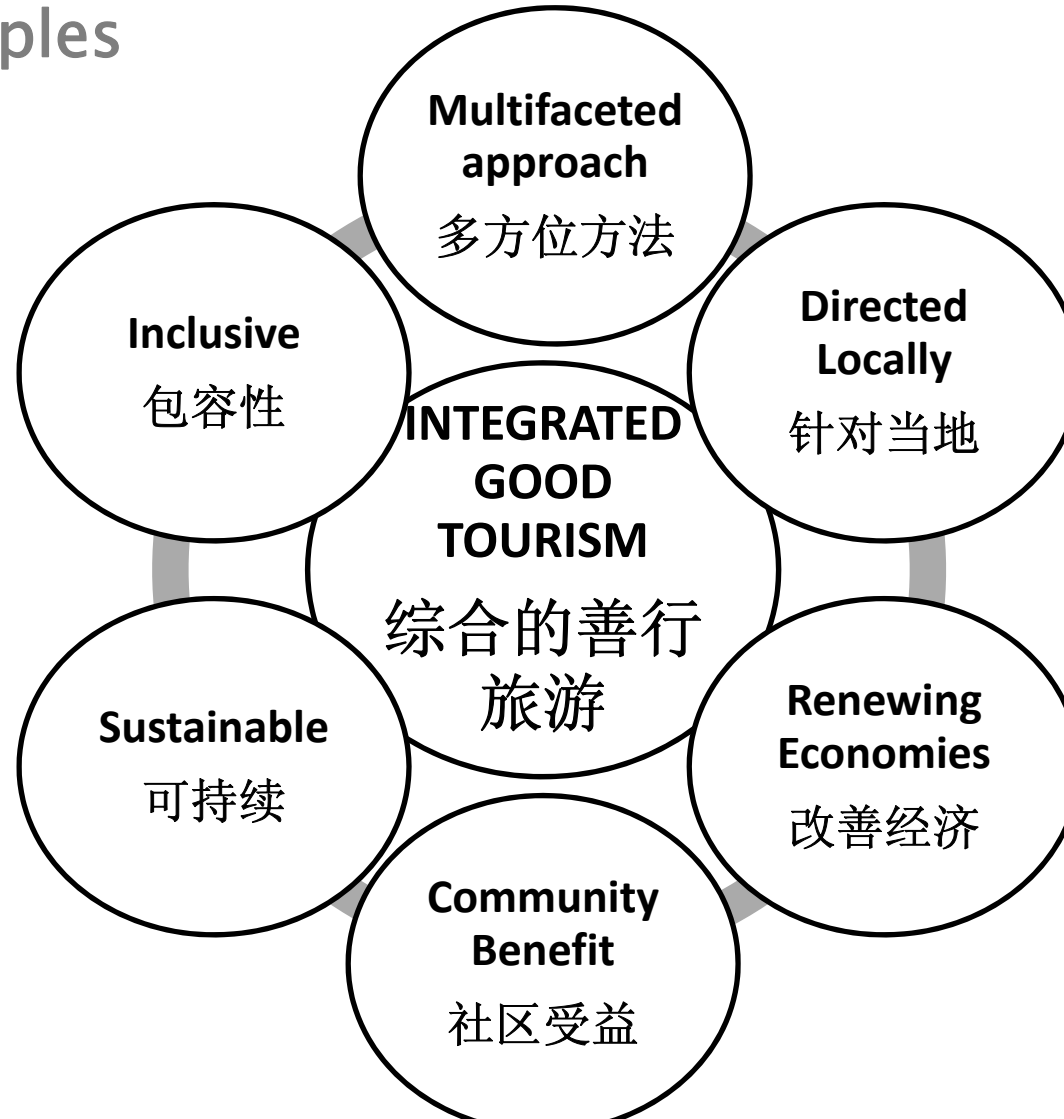 ples
Multifaceted
approach
多方位方法
Directed
Locally
针对当地
Inclusive
包容性
INTEGRATED
GOOD
TOURISM
综合的善行
旅游
Renewing
Economies
改善经济
Sustainable
可持续
Community
Benefit
社区受益